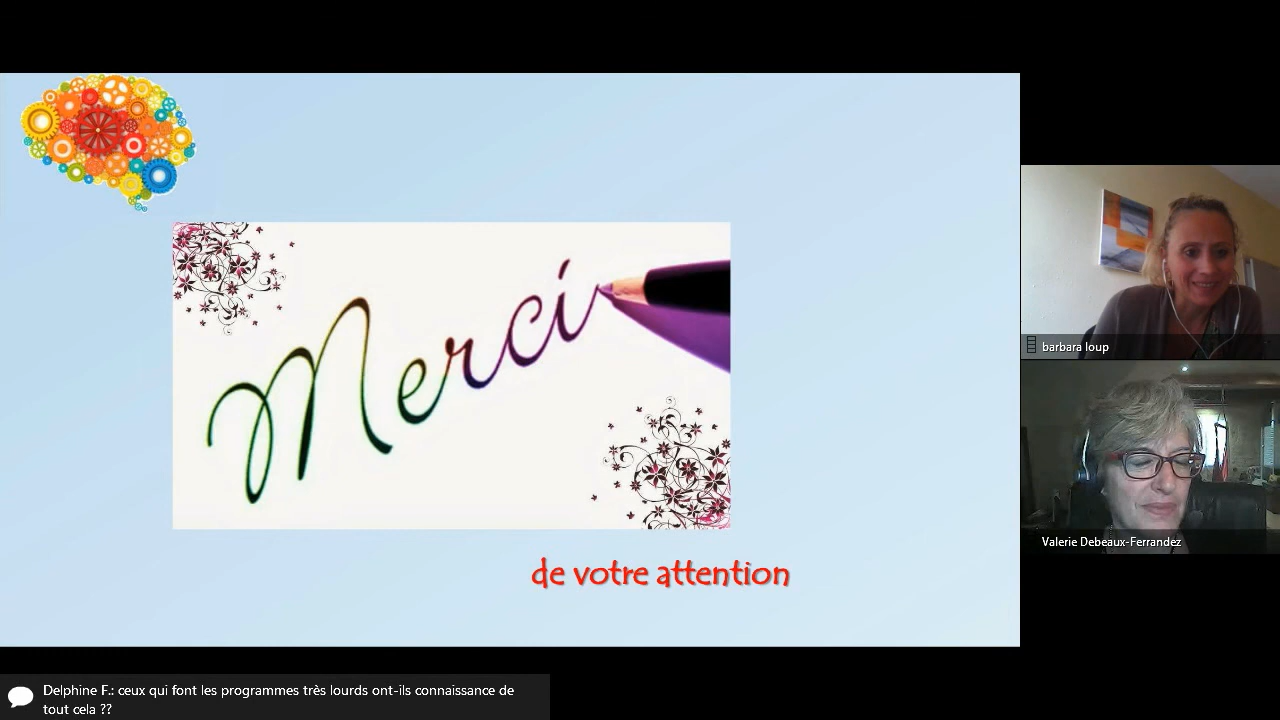 Merci
de votre attention
barbara loup
Valerie Debeaux-Ferrandez
Delphine F.: ceux qui font les programmes très lourds ont-ils connaissance de
tout cela ??